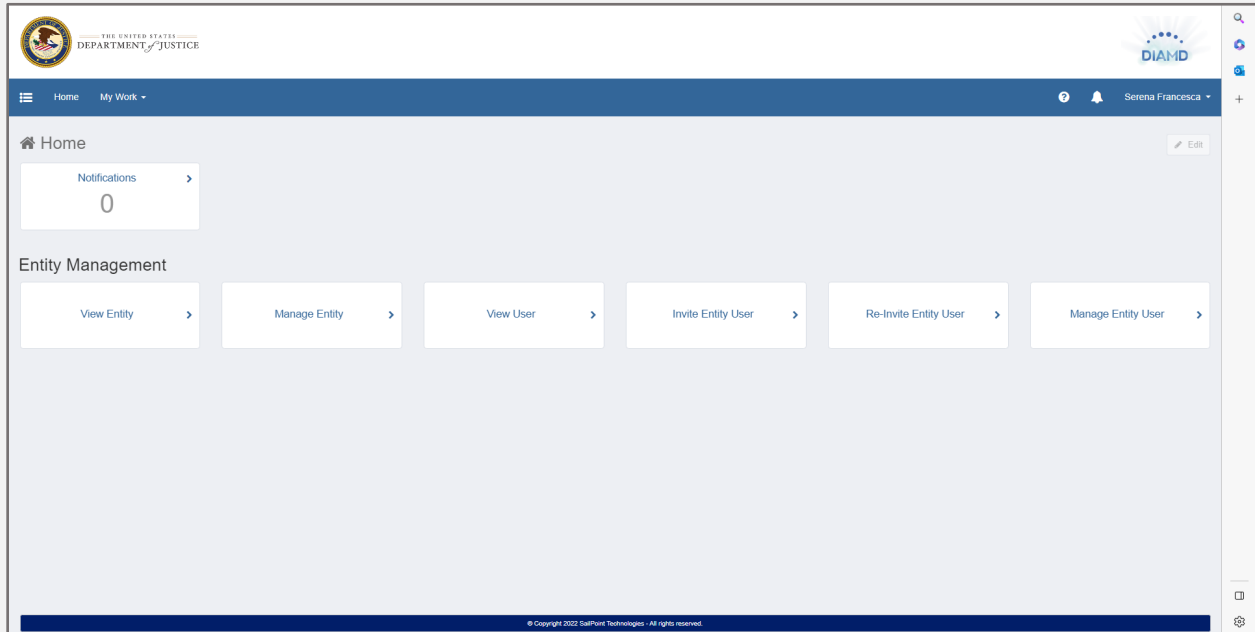 THE UNITED STATES
DEPARTMENT of JUSTICE
DIAMD
Home My Work
Serena Francesca
Home
Edit
Notifications
0
Entity Management
View Entity
Manage Entity
View User
Invite Entity User
Re-Invite Entity User
Manage Entity User
© Copyright 2022 SailPoint Technologies - All rights reserved.